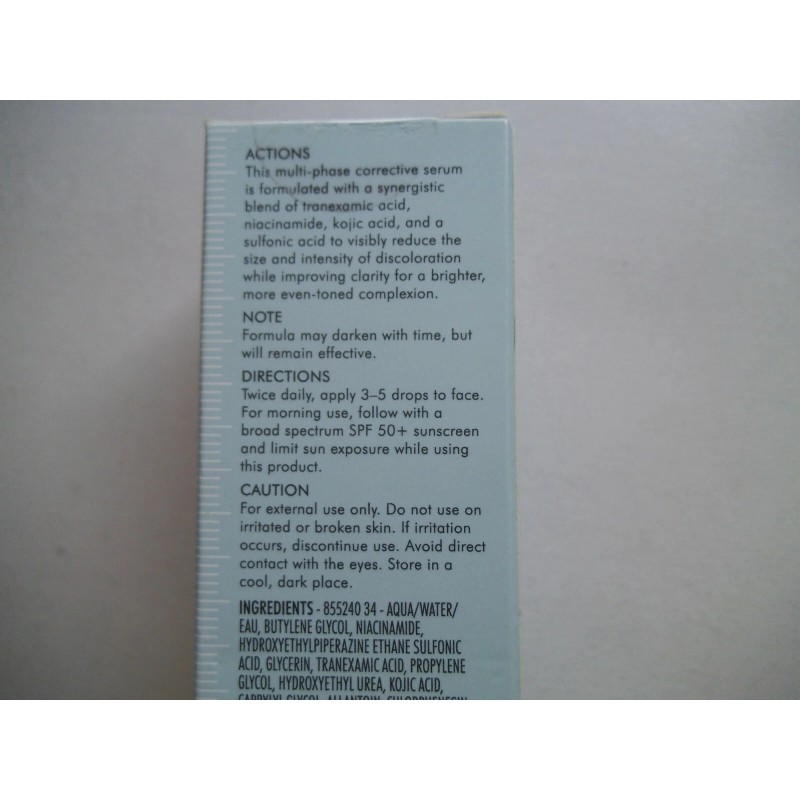 ACTIONS
This multi-phase corrective serum
is formulated with a synergistic
blend of tranexamic acid,
niacinamide, kojic acid, and a
sulfonic acid to visibly reduce the
size and intensity of discoloration
while improving clarity for a brighter,
more even-toned complexion.
NOTE
Formula may darken with time, but
will remain effective.
DIRECTIONS
Twice daily, apply 3–5 drops to face.
For morning use, follow with a
broad spectrum SPF 50+ sunscreen
and limit sun exposure while using
this product.
CAUTION
For external use only. Do not use on
irritated or broken skin. If irritation
occurs, discontinue use. Avoid direct
contact with the eyes. Store in a
cool, dark place.
INGREDIENTS - 855240 34 - AQUA/WATER/
EAU, BUTYLENE GLYCOL, NIACINAMIDE,
HYDROXYETHYLPIPERAZINE ETHANE SULFONIC
ACID, GLYCERIN, TRANEXAMIC ACID, PROPYLENE
GLYCOL, HYDROXYETHYL UREA, KOJIC ACID,
CAPRYLYL GLYCOL, ALLANTOIN, CHLORPHENESIN